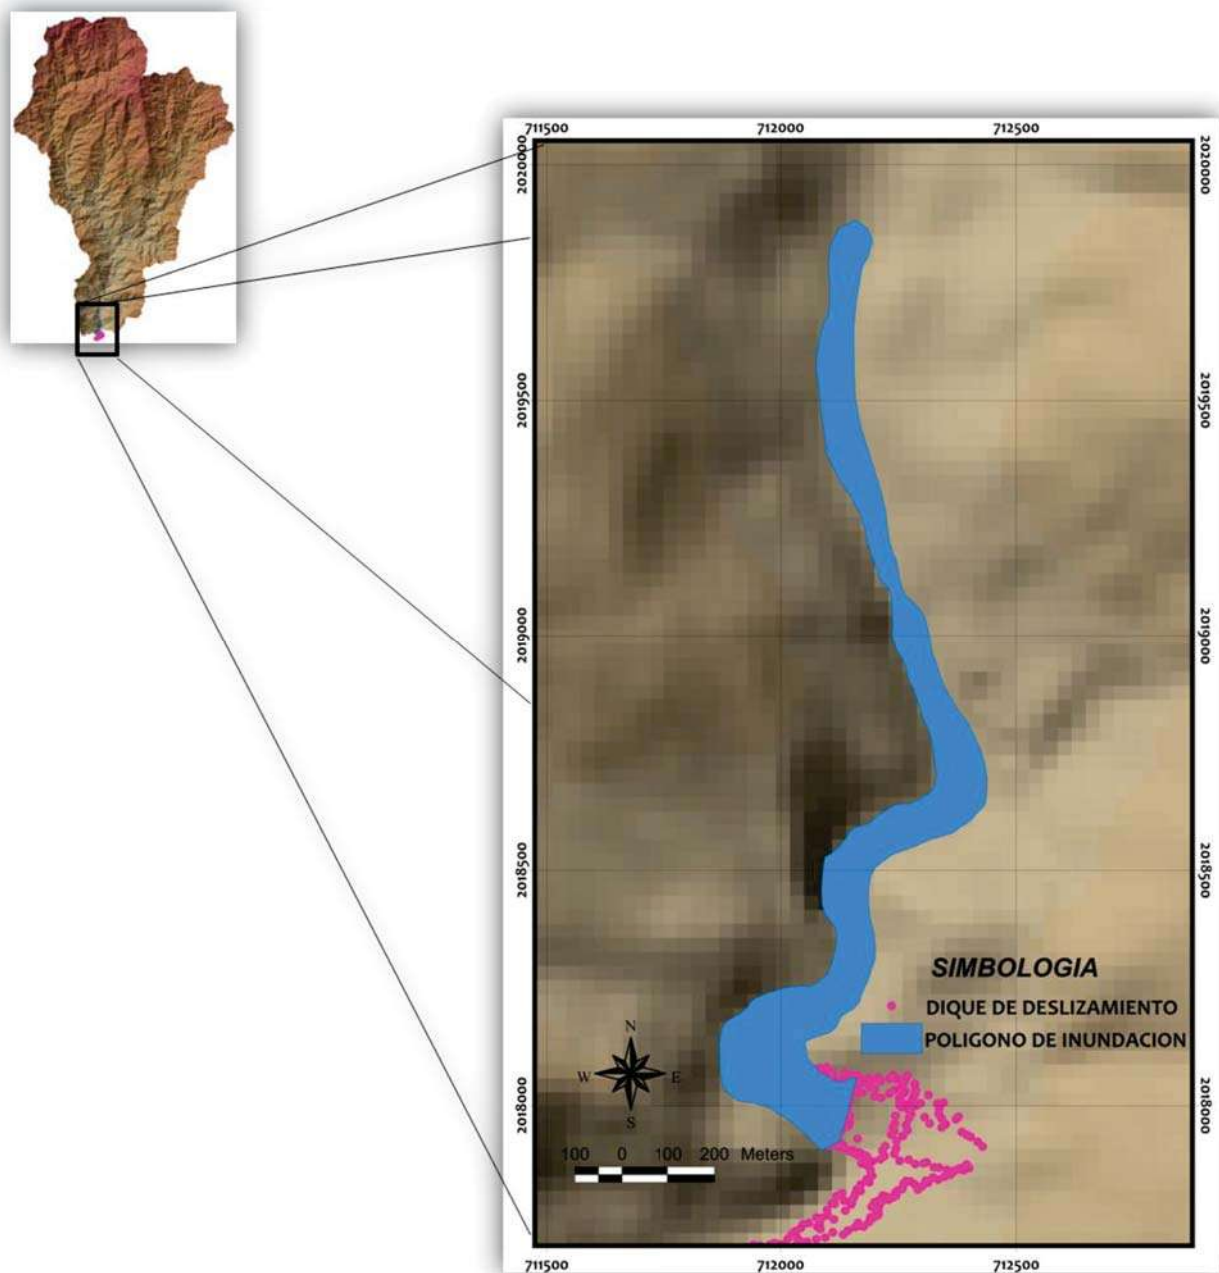 711500 712000 712500
2020000 2020000
2019500 2019500
2019000 2019000
2018500 2018500
SIMBOLOGIA
DIQUE DE DESLIZAMIENTO
POLIGONO DE INUNDACION
N
W E
S
2018000 2018000
100 0 100 200 Meters
711500 712000 712500